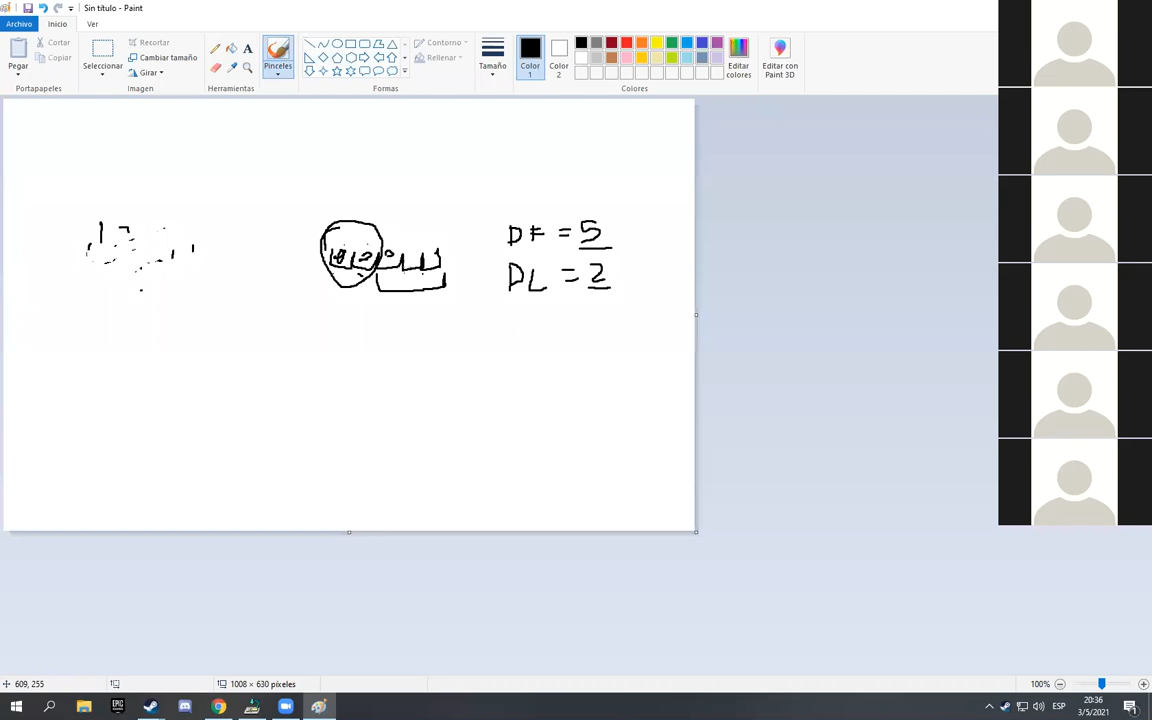 Sin título - Paint
Archivo Inicio Ver
Pegar
Cortar
Copiar
Portapapeles
Seleccionar
Recortar
Cambiar tamaño
Girar
Imagen
A
Herramientas
Pinceles
Contorno
Rellenar
Formas
Tamaño
Color 1
Color 2
Colores
Editar colores
Editar con Paint 3D
DF = 5
DL = 2
609, 255
1008 × 630 píxeles
100%
EPIC
ESP
20:36
3/5/2021